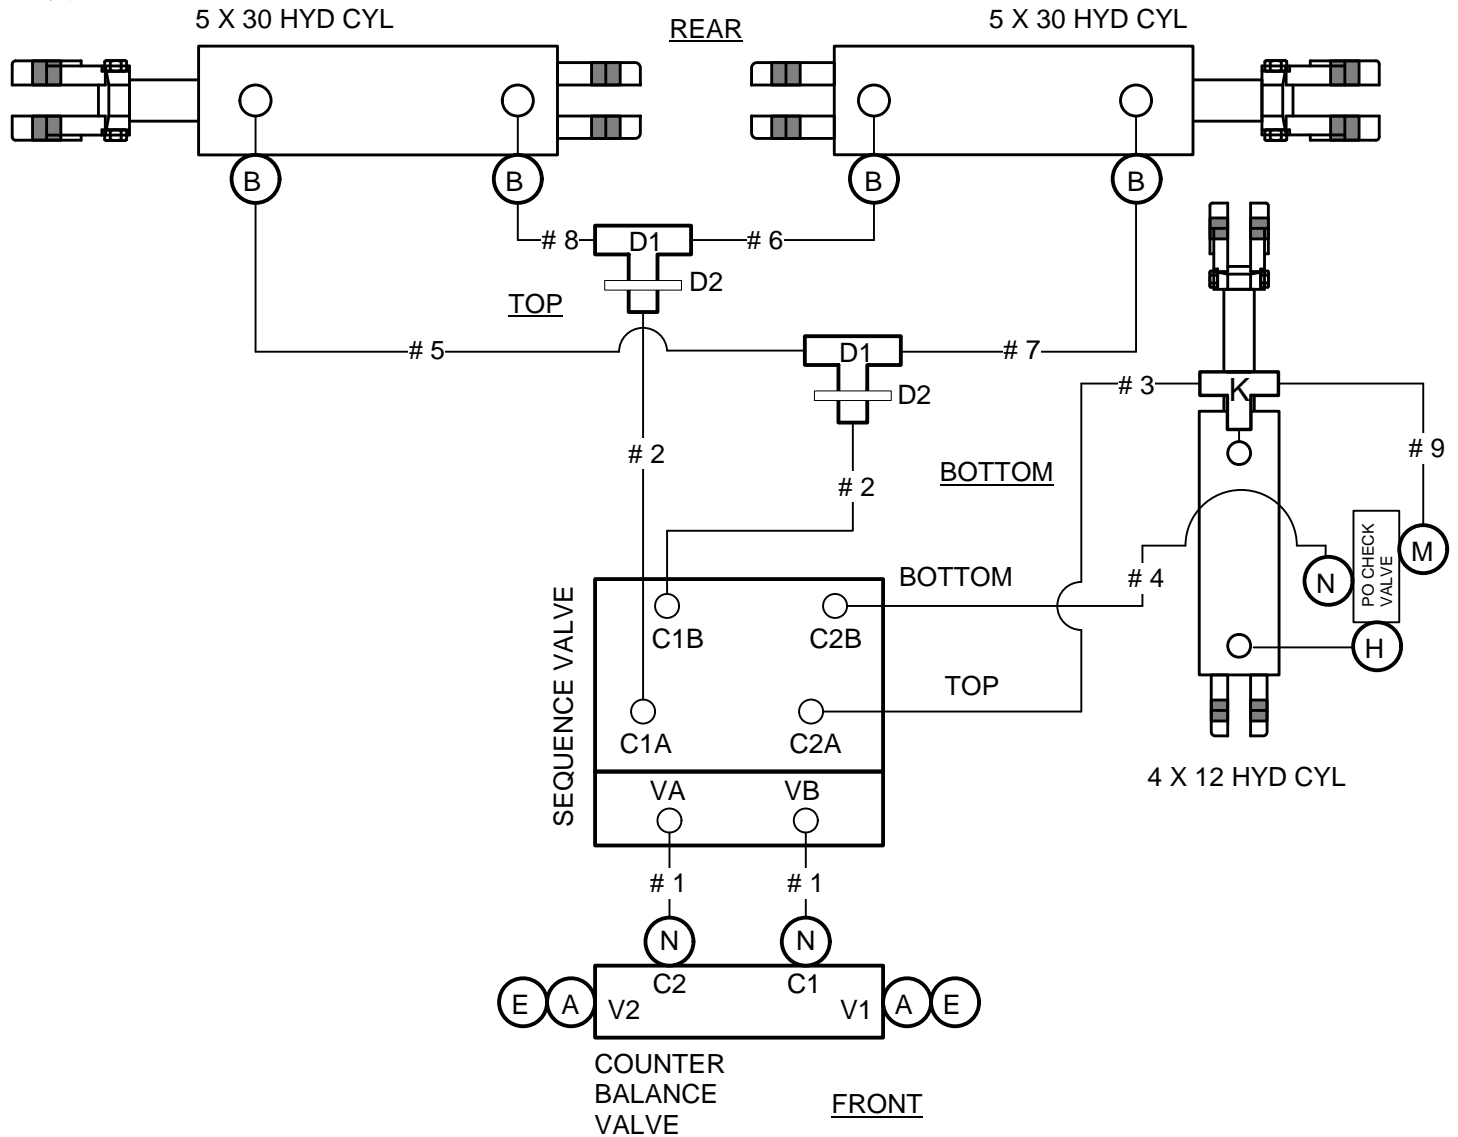 5 X 30 HYD CYL
REAR
5 X 30 HYD CYL
B
B
B
B
# 8
D1
# 6
D2
TOP
# 5
D1
# 7
D2
# 3
K
# 2
# 9
BOTTOM
# 2
M
PO CHECK
VALVE
N
H
BOTTOM
# 4
SEQUENCE VALVE
C1B
C2B
TOP
C1A
C2A
4 X 12 HYD CYL
VA
VB
# 1
# 1
N
N
C2
C1
E
A
V2
V1
A
E
COUNTER
BALANCE
VALVE
FRONT